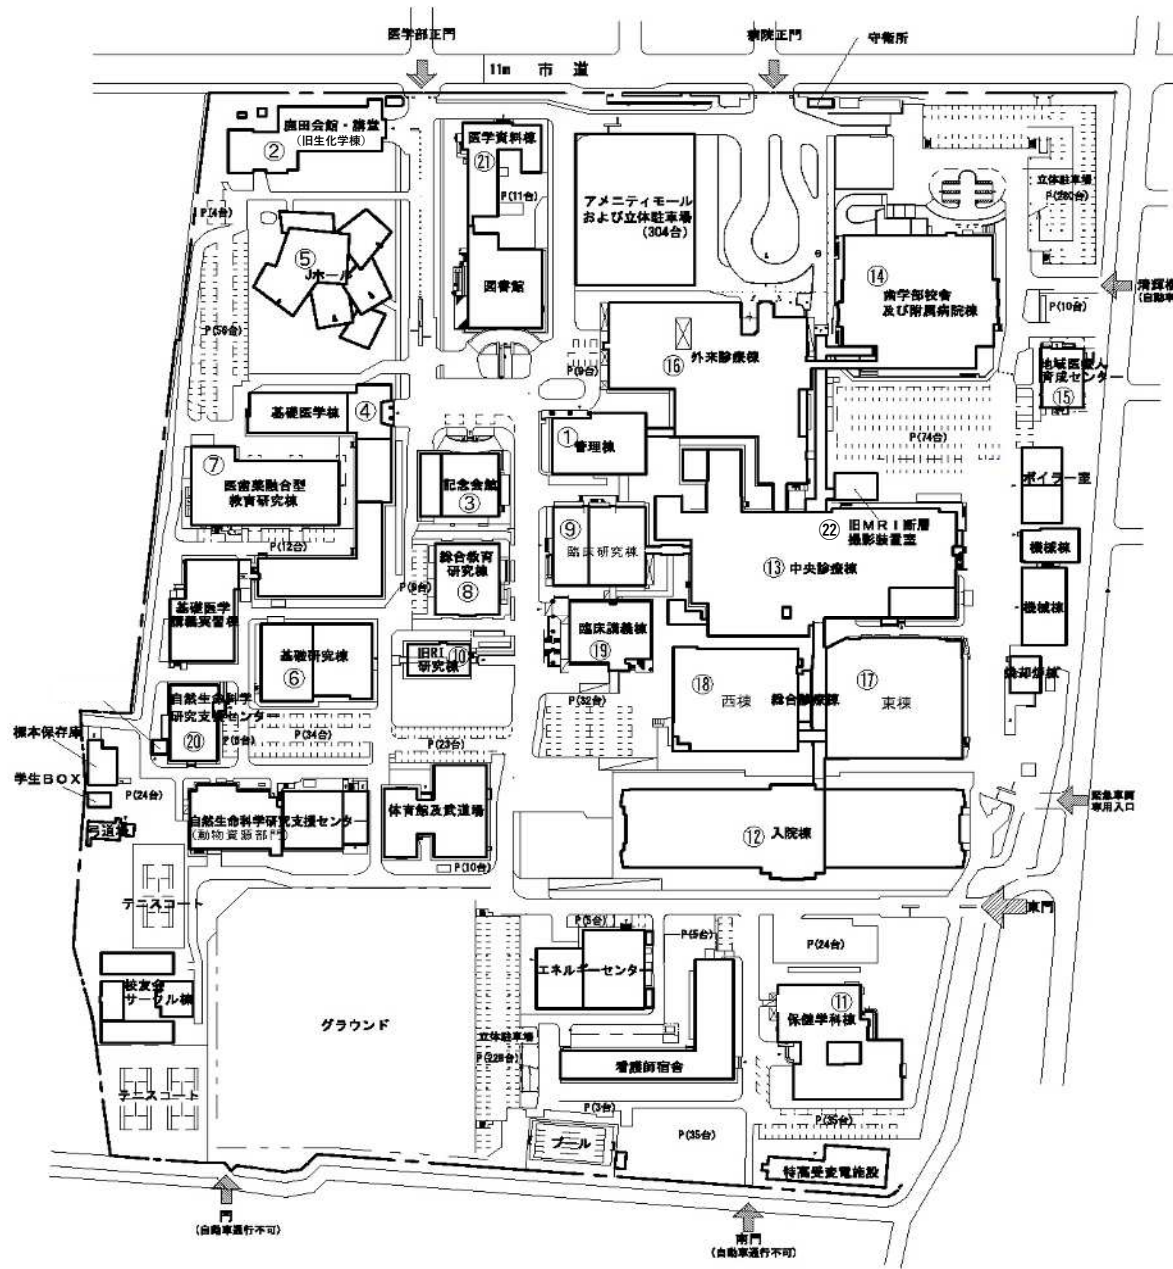 医学部正門
病院正門
守衛所
11m 市 道
鹿田会館・講堂
(旧生化学棟)
②
医学資料棟
㉑
P(11台)
アメニティモール
および立体駐車場
(304台)
立体駐車場
P(280台)
P(4台)
⑤
Jホール
図書館
⑭
歯学部校舎
及び附属病院棟
P(10台)
P(56台)
⑯
外来診療棟
P(9台)
地域医療人
育成センター
⑮
基礎医学棟
④
①
管理棟
P(74台)
⑦
医歯薬融合型
教育研究棟
記念会館
③
ボイラー室
P(12台)
⑨
臨床研究棟
㉒
旧MRI断層
撮影装置室
機械棟
⑬
中央診療棟
総合教育
研究棟
⑧
P(9台)
機械棟
基礎医学
講義実習棟
基礎研究棟
⑥
旧RI
研究棟
⑩
臨床講義棟
⑲
焼却炉棟
自然生命科学
研究支援センター
⑳
⑱
西棟
総合診療棟
⑰
東棟
P(32台)
標本保存庫
P(34台)
P(23台)
学生BOX
P(24台)
弓道場
自然生命科学研究支援センター
(動物資源部門)
体育館及武道場
P(10台)
⑫
入院棟
緊急車両
専用入口
テニスコート
東門
P(5台)
P(5台)
P(24台)
エネルギーセンター
校友会
サークル棟
グラウンド
立体駐車場
P(228台)
⑪
保健学科棟
看護師宿舎
テニスコート
P(3台)
P(35台)
P(35台)
プール
特高受変電施設
門
(自動車通行不可)
南門
(自動車通行不可)